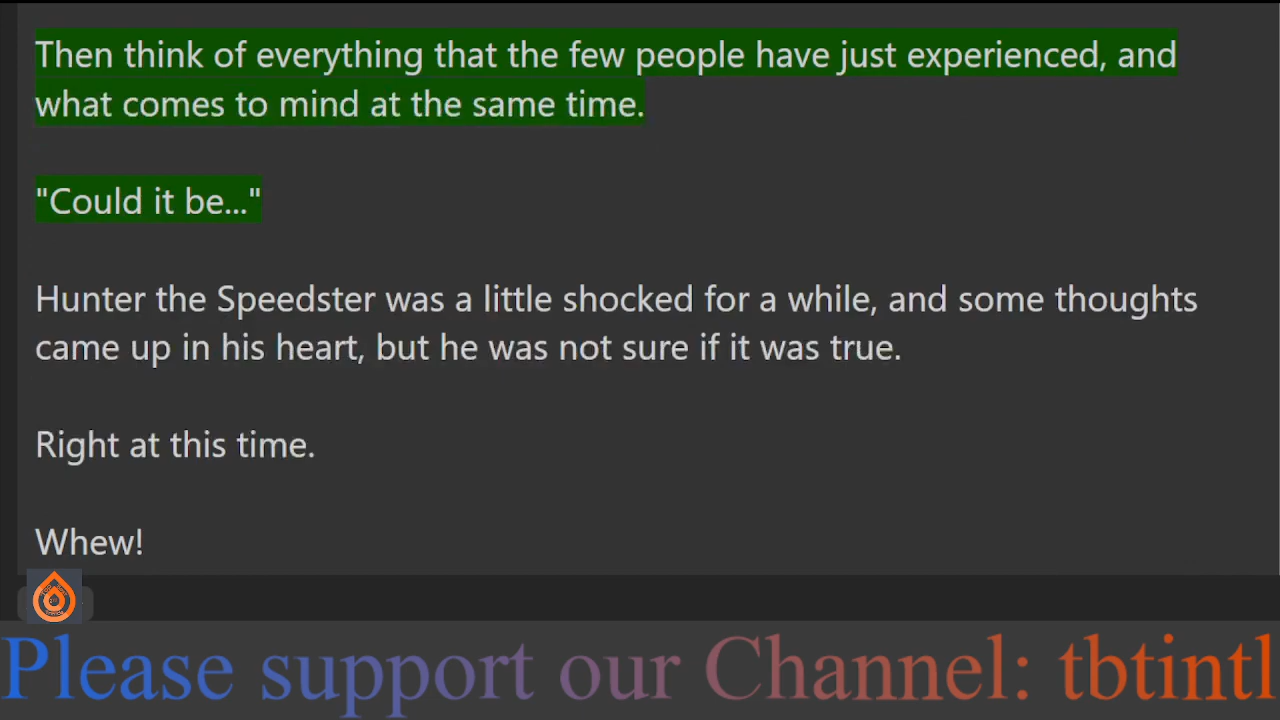 Then think of everything that the few people have just experienced, and
what comes to mind at the same time.
"Could it be..."
Hunter the Speedster was a little shocked for a while, and some thoughts
came up in his heart, but he was not sure if it was true.
Right at this time.
Whew!
Please support our Channel: tbtintl